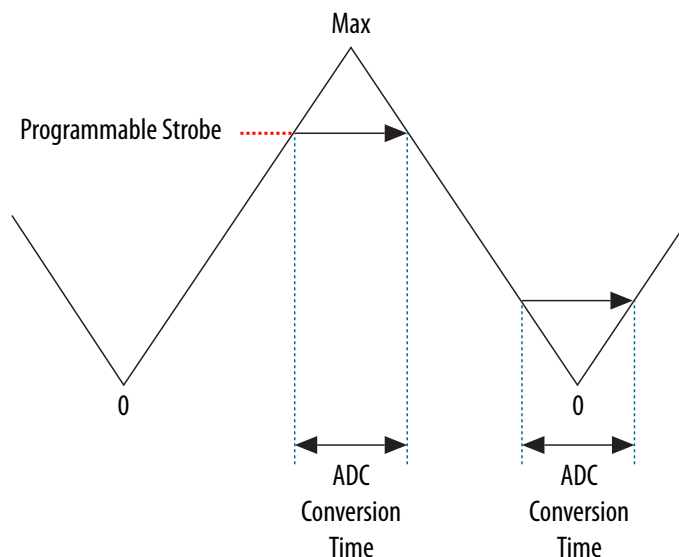 Max
Programmable Strobe
0
0
ADC
Conversion
Time
ADC
Conversion
Time